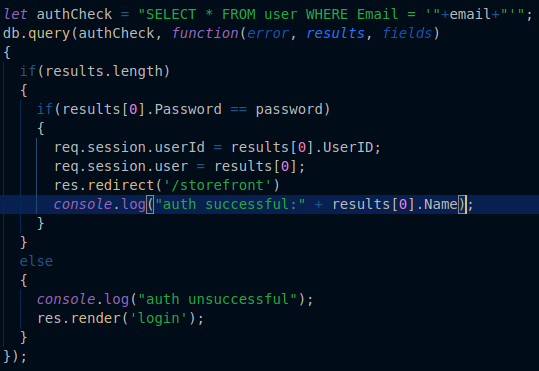 let authCheck = "SELECT * FROM user WHERE Email = '"+email+"'";
db.query(authCheck, function(error, results, fields)
{
  if(results.length)
  {
    if(results[0].Password == password)
    {
      req.session.userId = results[0].UserID;
      req.session.user = results[0];
      res.redirect('/storefront')
      console.log("auth successful:" + results[0].Name);
    }
  }
  else
  {
    console.log("auth unsuccessful");
    res.render('login');
  }
});